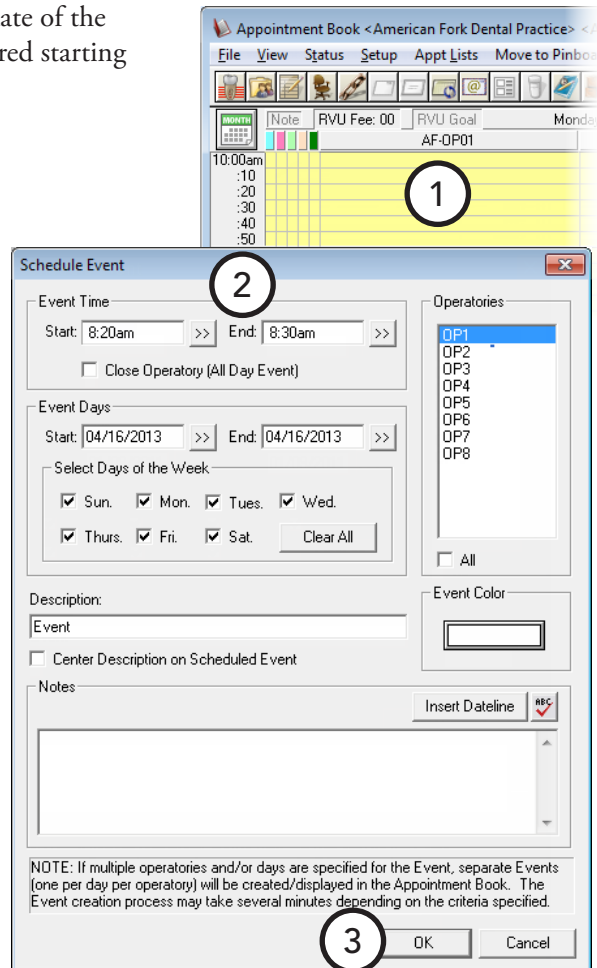 ate of the
red starting
Appointment Book <American Fork Dental Practice> <
File View Status Setup Appt Lists Move to Pinboa
MONTH Note RVU Fee: 00 RVU Goal Monda
AF-OP01
10:00am
:10
:20
:30
:40
:50
1
Schedule Event
2
Event Time
Start: 8:20am >> End: 8:30am >>
Close Operatory (All Day Event)
Event Days
Start: 04/16/2013 >> End: 04/16/2013 >>
Select Days of the Week
Sun. Mon. Tues. Wed.
Thurs. Fri. Sat. Clear All
Operatories
OP1
OP2
OP3
OP4
OP5
OP6
OP7
OP8
All
Description:
Event
Center Description on Scheduled Event
Event Color
Notes
Insert Dateline ABC
NOTE: If multiple operatories and/or days are specified for the Event, separate Events
(one per day per operatory) will be created/displayed in the Appointment Book. The
Event creation process may take several minutes depending on the criteria specified.
3
OK Cancel